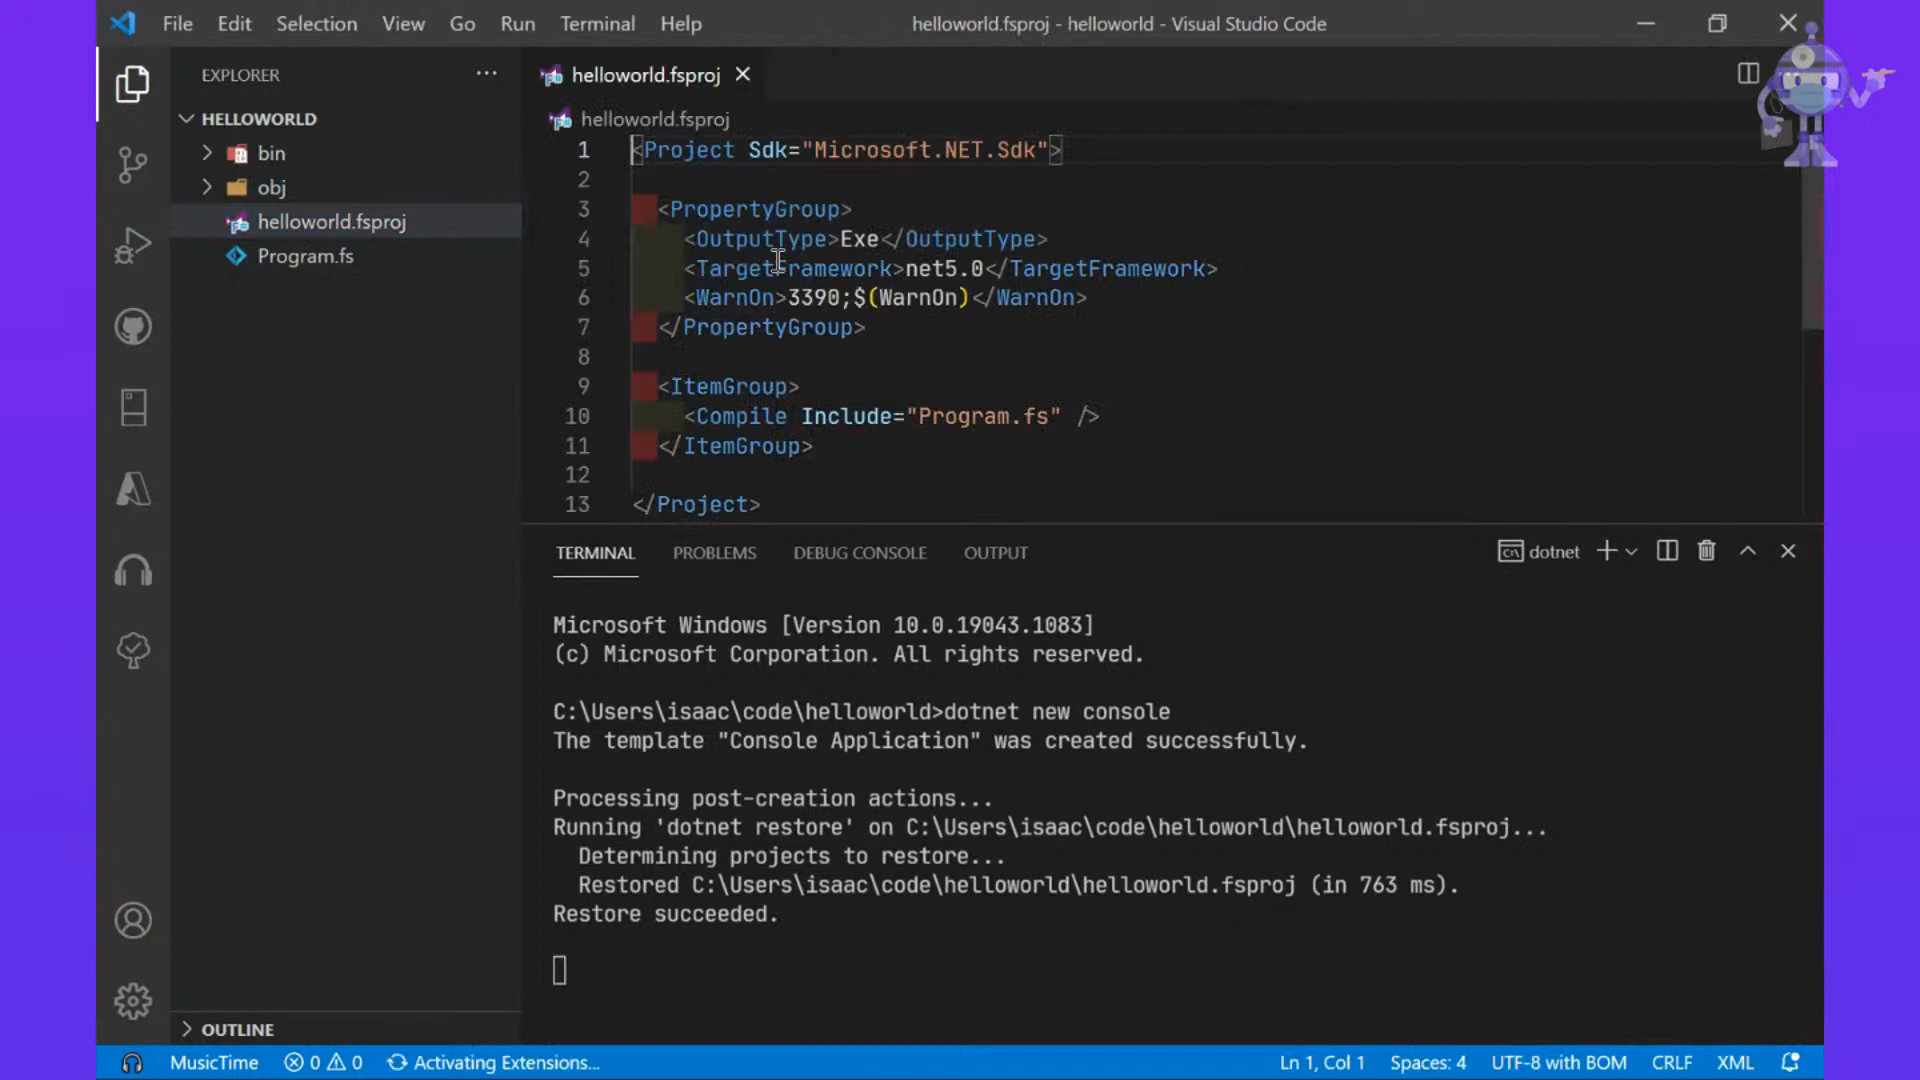 File Edit Selection View Go Run Terminal Help
helloworld.fsproj - helloworld - Visual Studio Code
EXPLORER
HELLOWORLD
bin
obj
helloworld.fsproj
Program.fs
OUTLINE
helloworld.fsproj
helloworld.fsproj
1 <Project Sdk="Microsoft.NET.Sdk">
2
3 <PropertyGroup>
4 <OutputType>Exe</OutputType>
5 <TargetFramework>net5.0</TargetFramework>
6 <WarnOn>3390;$(WarnOn)</WarnOn>
7 </PropertyGroup>
8
9 <ItemGroup>
10 <Compile Include="Program.fs" />
11 </ItemGroup>
12
13 </Project>
TERMINAL PROBLEMS DEBUG CONSOLE OUTPUT
dotnet
Microsoft Windows [Version 10.0.19043.1083]
(c) Microsoft Corporation. All rights reserved.
C:\Users\isaac\code\helloworld>dotnet new console
The template "Console Application" was created successfully.
Processing post-creation actions...
Running 'dotnet restore' on C:\Users\isaac\code\helloworld\helloworld.fsproj...
Determining projects to restore...
Restored C:\Users\isaac\code\helloworld\helloworld.fsproj (in 763 ms).
Restore succeeded.
MusicTime 0 0 Activating Extensions... Ln 1, Col 1 Spaces: 4 UTF-8 with BOM CRLF XML